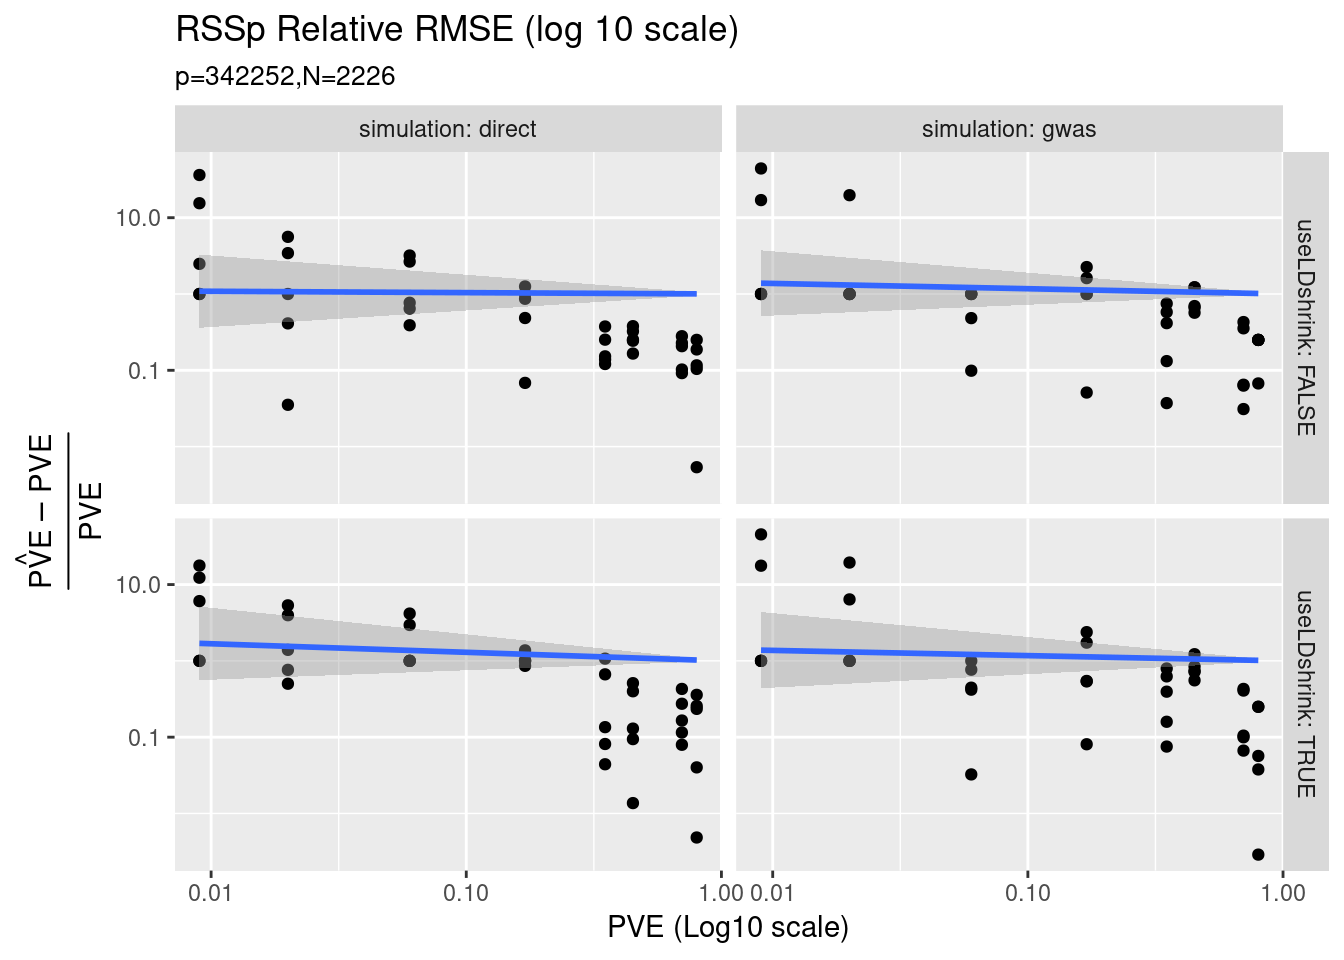 RSSp Relative RMSE (log 10 scale)
p=342252,N=2226
simulation: direct
simulation: gwas
10.0
0.1
useLDshrink: FALSE
PV̂E − PVE
PVE
10.0
0.1
useLDshrink: TRUE
0.01 0.10 1.00 0.01 0.10 1.00
PVE (Log10 scale)